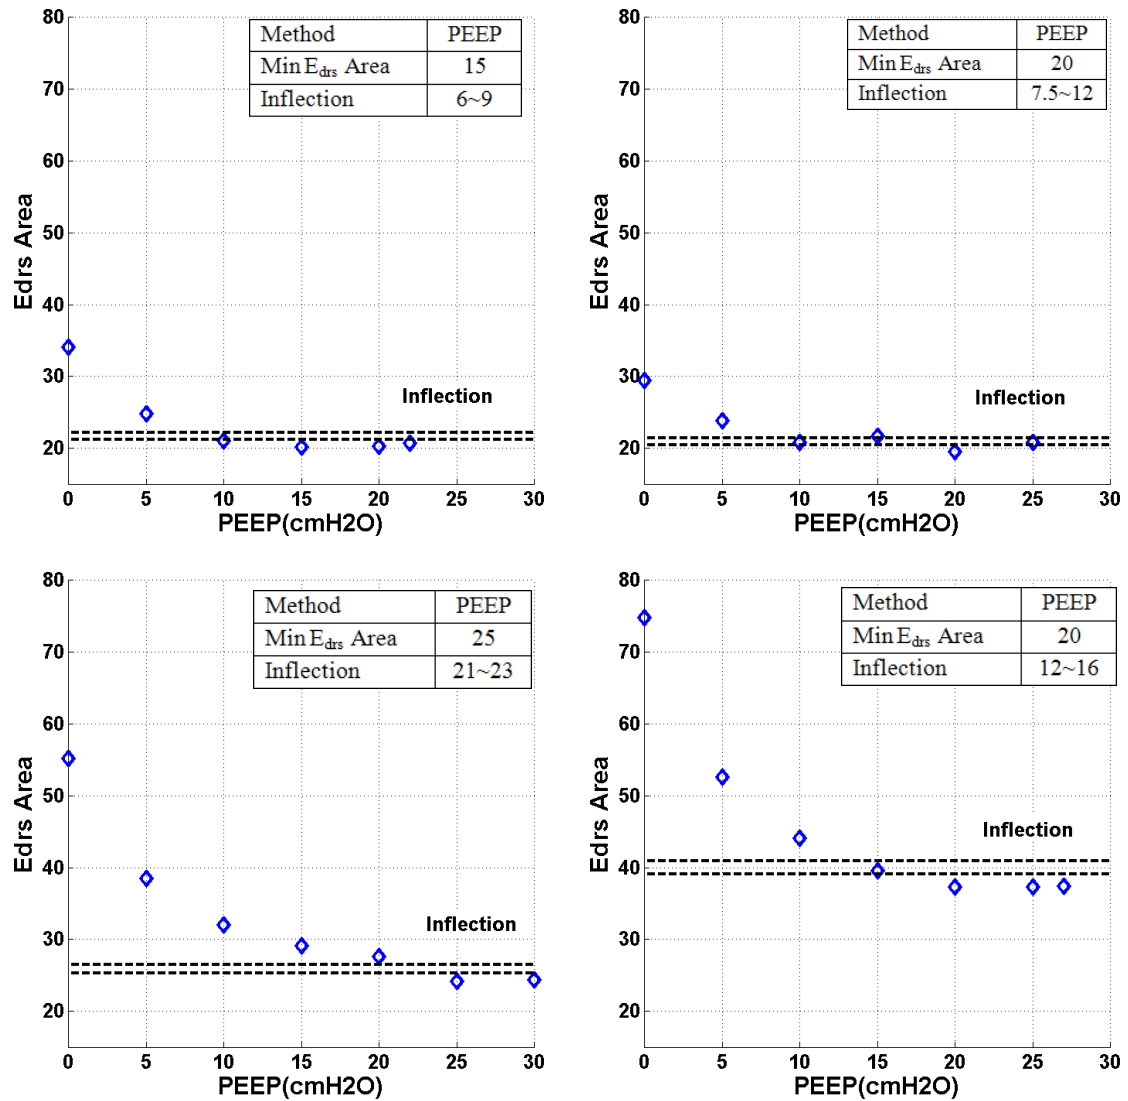 80
70
60
50
40
30
20
Edrs Area
Method PEEP
Min Edrs Area 15
Inflection 6~9
Inflection
0 5 10 15 20 25 30
PEEP(cmH2O)
80
70
60
50
40
30
20
Edrs Area
Method PEEP
Min Edrs Area 20
Inflection 7.5~12
Inflection
0 5 10 15 20 25 30
PEEP(cmH2O)
80
70
60
50
40
30
20
Edrs Area
Method PEEP
Min Edrs Area 25
Inflection 21~23
Inflection
0 5 10 15 20 25 30
PEEP(cmH2O)
80
70
60
50
40
30
20
Edrs Area
Method PEEP
Min Edrs Area 20
Inflection 12~16
Inflection
0 5 10 15 20 25 30
PEEP(cmH2O)